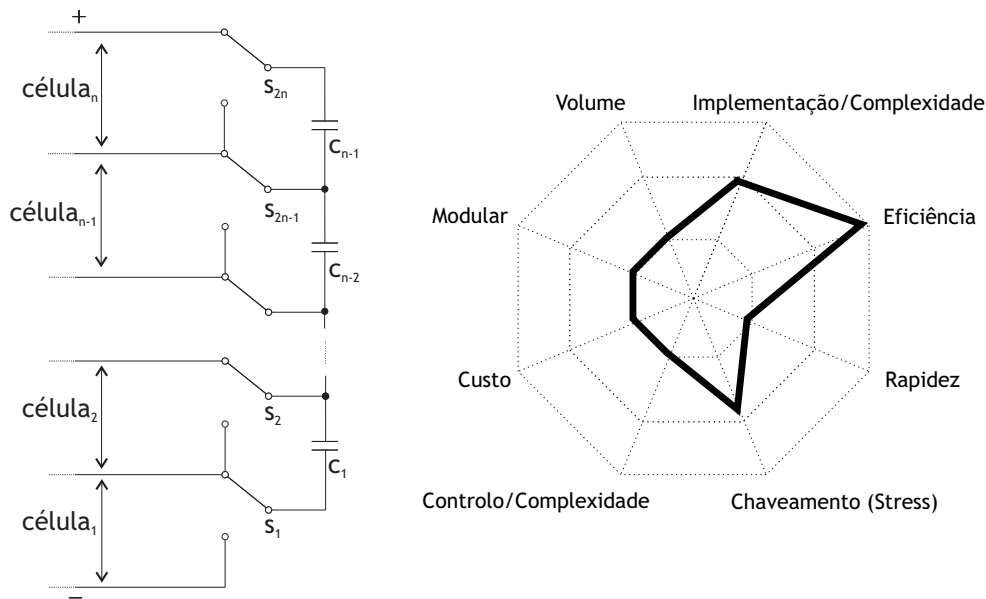 +
célulaₙ
S₂ₙ
Cₙ₋₁
célulaₙ₋₁
S₂ₙ₋₁
Cₙ₋₂
célula₂
S₂
C₁
célula₁
S₁
−
Volume
Implementação/Complexidade
Modular
Eficiência
Custo
Rapidez
Controlo/Complexidade
Chaveamento (Stress)